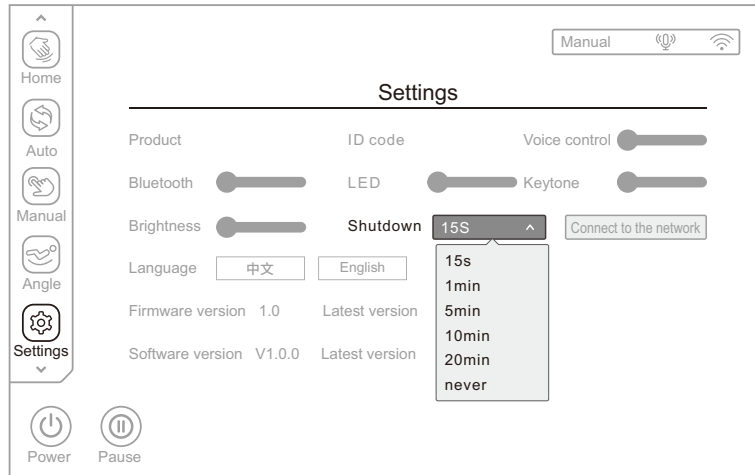 Manual
Home
Auto
Manual
Angle
Settings
Settings
Product ID code Voice control
Bluetooth LED Keytone
Brightness Shutdown 15S Connect to the network
Language 中文 English
Firmware version 1.0 Latest version
Software version V1.0.0 Latest version
15s
1min
5min
10min
20min
never
Power Pause